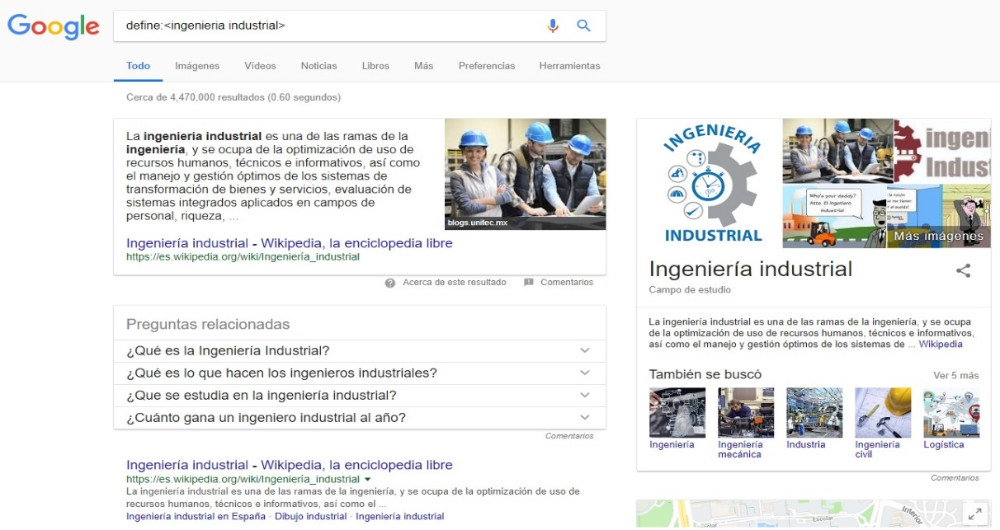 Google
define:<ingenieria industrial>
Todo
Imágenes
Vídeos
Noticias
Libros
Más
Preferencias
Herramientas
Cerca de 4,470,000 resultados (0.60 segundos)
La ingeniería industrial es una de las ramas de la
ingeniería, y se ocupa de la optimización de uso de
recursos humanos, técnicos e informativos, así como
el manejo y gestión óptimos de los sistemas de
transformación de bienes y servicios, evaluación de
sistemas integrados aplicados en campos de
personal, riqueza, ...
blogs.unitec.mx
Ingeniería industrial - Wikipedia, la enciclopedia libre
https://es.wikipedia.org/wiki/Ingeniería_industrial
Acerca de este resultado
Comentarios
Preguntas relacionadas
¿Qué es la Ingeniería Industrial?
¿Qué es lo que hacen los ingenieros industriales?
¿Que se estudia en la ingeniería industrial?
¿Cuánto gana un ingeniero industrial al año?
Comentarios
Ingeniería industrial - Wikipedia, la enciclopedia libre
https://es.wikipedia.org/wiki/Ingeniería_industrial
La ingeniería industrial es una de las ramas de la ingeniería, y se ocupa de la optimización de uso de
recursos humanos, técnicos e informativos, así como el ...
Ingeniería industrial en España · Dibujo industrial · Ingeniería industrial
INGENIERIA
INDUSTRIAL
ingeni
Indust
Who's your daddy?
Atte. El Ingeniero
Industrial
Más imágenes
Ingeniería industrial
Campo de estudio
La ingeniería industrial es una de las ramas de la ingeniería, y se ocupa
de la optimización de uso de recursos humanos, técnicos e informativos,
así como el manejo y gestión óptimos de los sistemas de ... Wikipedia
También se buscó
Ver 5 más
Ingeniería
Ingeniería
mecánica
Industria
Ingeniería
civil
Logística
Comentarios
Escolar
Interior